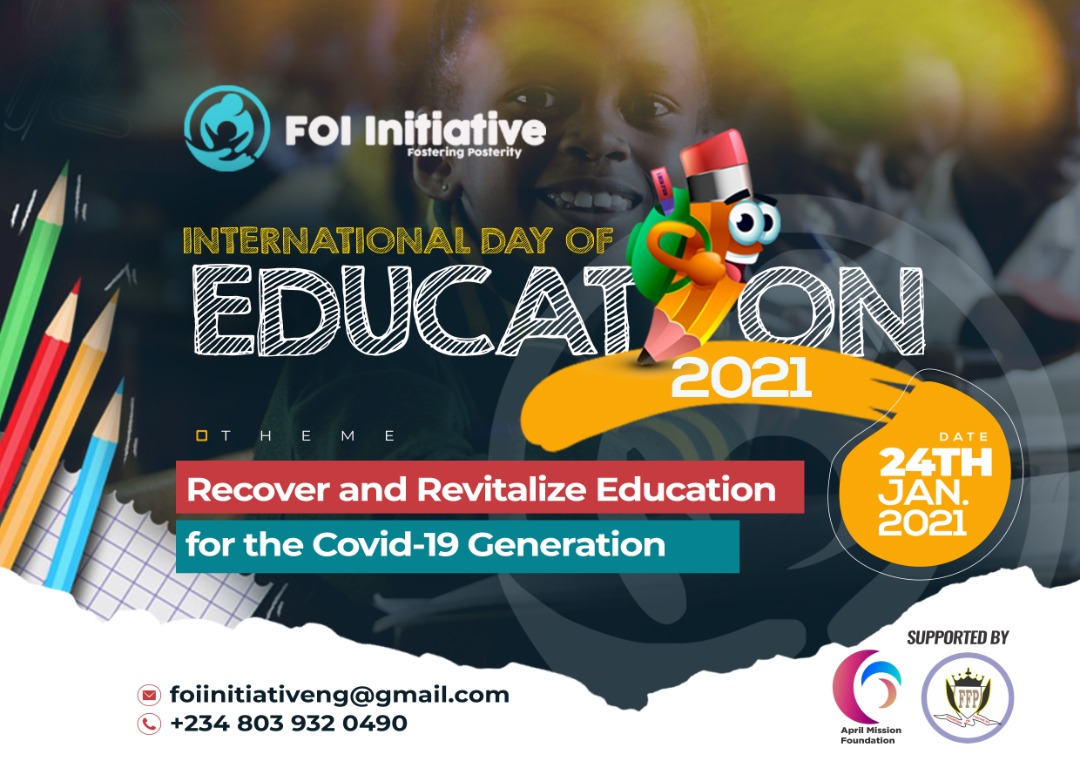 FOI Initiative
Fostering Posterity
INTERNATIONAL DAY OF
EDUCATION
2021
THEME
Recover and Revitalize Education
for the Covid-19 Generation
DATE
24TH
JAN.
2021
SUPPORTED BY
FFP
April Mission
Foundation
foiinitiativeng@gmail.com
+234 803 932 0490